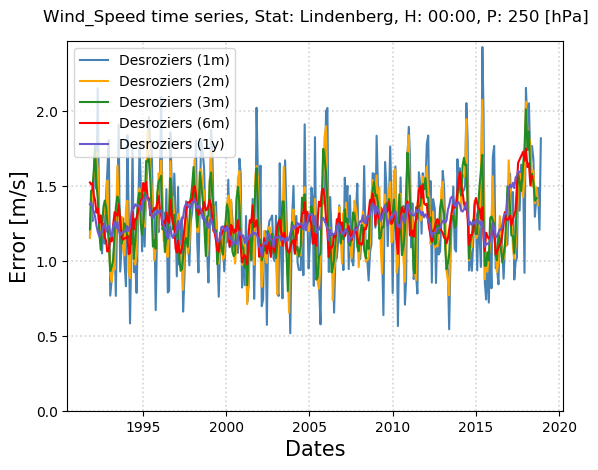 Wind_Speed time series, Stat: Lindenberg, H: 00:00, P: 250 [hPa]
Desroziers (1m)
Desroziers (2m)
Desroziers (3m)
Desroziers (6m)
Desroziers (1y)
Error [m/s]
2.0
1.5
1.0
0.5
0.0
1995 2000 2005 2010 2015 2020
Dates